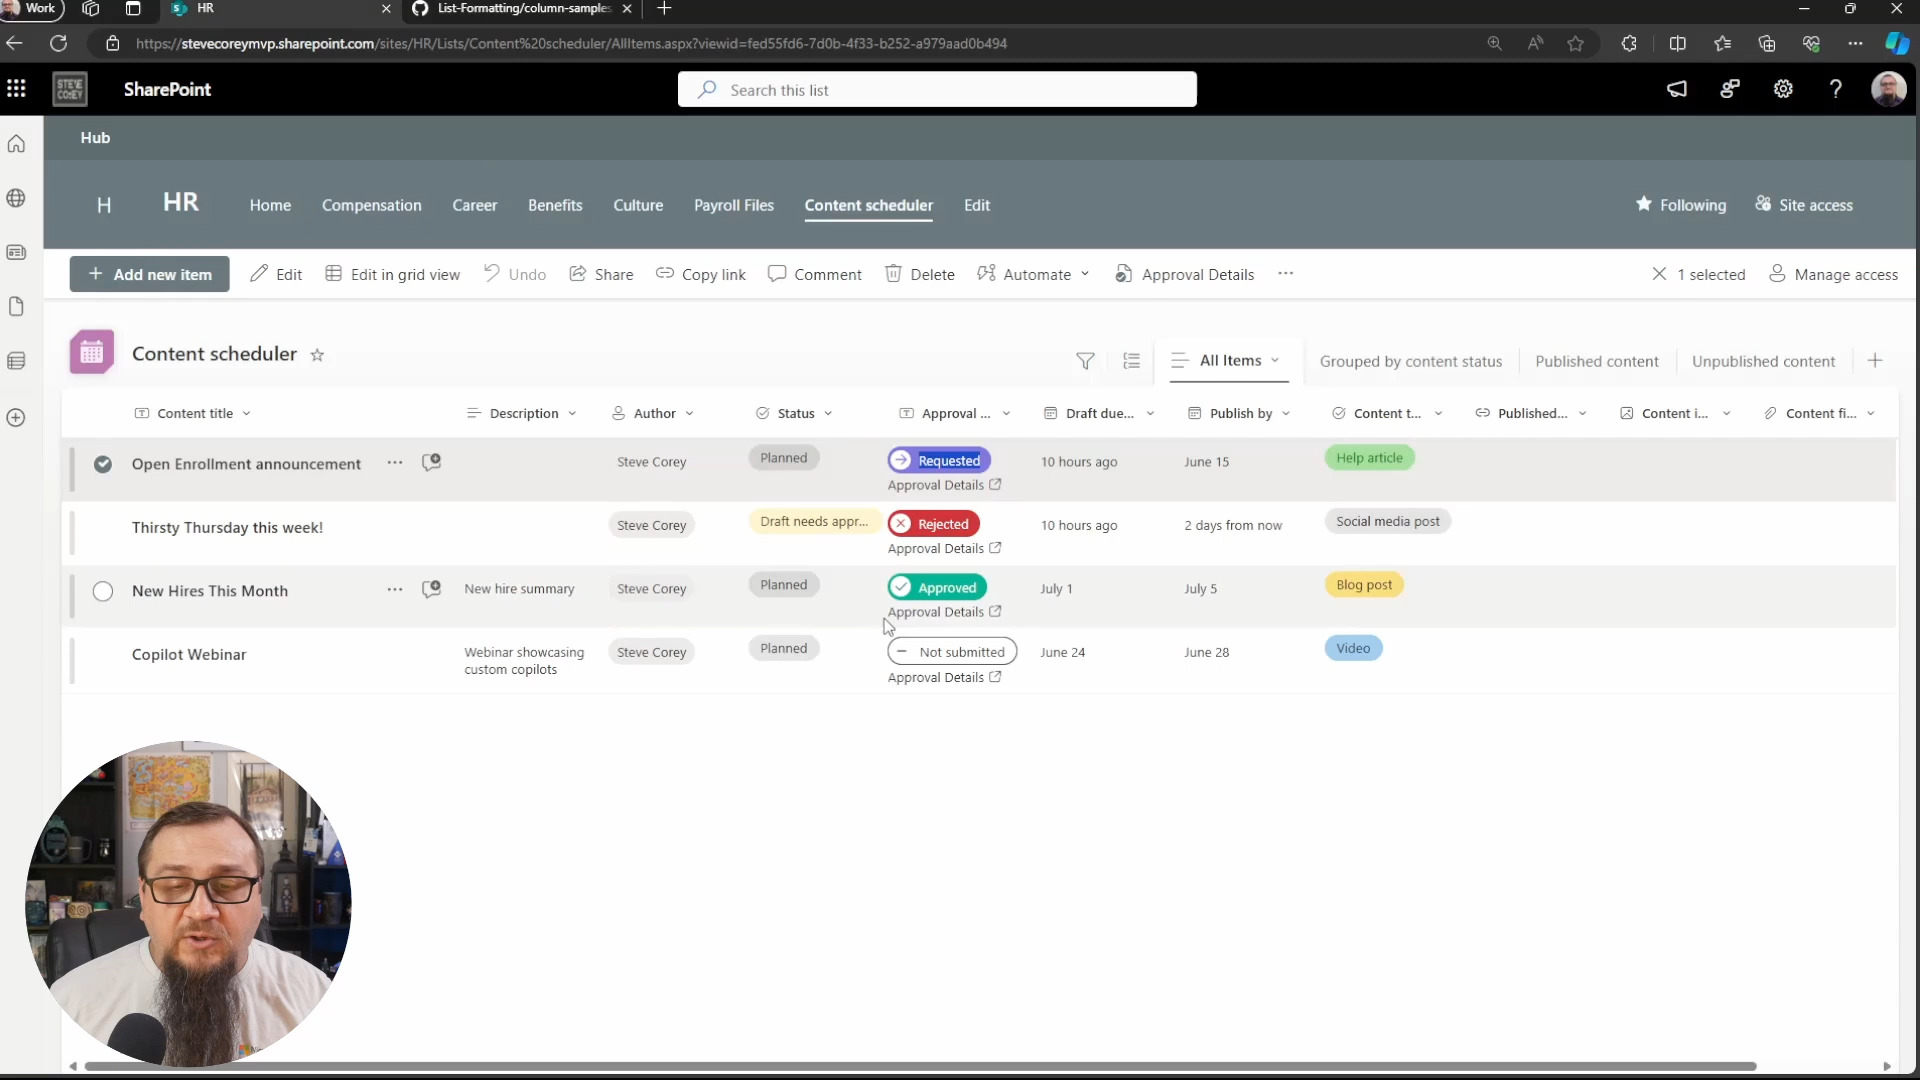 Work
HR
List-Formatting/column-samples
https://stevecoreymvp.sharepoint.com/sites/HR/Lists/Content%20scheduler/AllItems.aspx?viewid=fed55fd6-7d0b-4f33-b252-a979aad0b494
STEVE COREY
SharePoint
Search this list
Hub
H
HR
Home
Compensation
Career
Benefits
Culture
Payroll Files
Content scheduler
Edit
Following
Site access
Add new item
Edit
Edit in grid view
Undo
Share
Copy link
Comment
Delete
Automate
Approval Details
1 selected
Manage access
Content scheduler
All Items
Grouped by content status
Published content
Unpublished content
Content title
Description
Author
Status
Approval ...
Draft due...
Publish by
Content t...
Published...
Content i...
Content fi...
Open Enrollment announcement
Steve Corey
Planned
Requested
Approval Details
10 hours ago
June 15
Help article
Thirsty Thursday this week!
Steve Corey
Draft needs appr...
Rejected
Approval Details
10 hours ago
2 days from now
Social media post
New Hires This Month
New hire summary
Steve Corey
Planned
Approved
Approval Details
July 1
July 5
Blog post
Copilot Webinar
Webinar showcasing
custom copilots
Steve Corey
Planned
Not submitted
Approval Details
June 24
June 28
Video